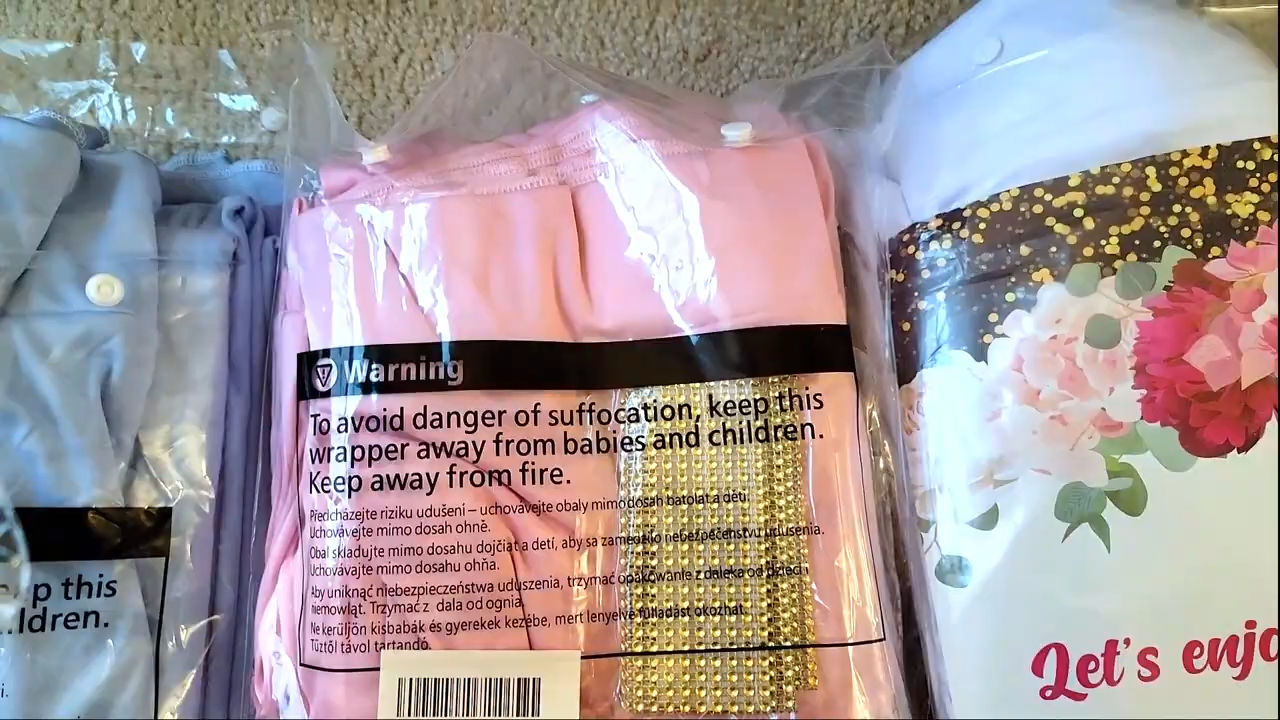 Warning
To avoid danger of suffocation, keep this
wrapper away from babies and children.
Keep away from fire.
Předcházejte riziku udušení – uchovávejte obaly mimo dosah batolat a dětí.
Uchovávejte mimo dosah ohně.
Obal skladujte mimo dosahu dojčiat a detí, aby sa zamedzilo nebezpečenstvu udusenia.
Uchovávajte mimo dosahu ohňa.
Aby uniknąć niebezpieczeństwa uduszenia, trzymać opakowanie z daleka od dzieci i
niemowląt. Trzymać z dala od ognia.
Ne kerüljön kisbabák és gyerekek kezébe, mert lenyelve fulladást okozhat.
Tűztől távol tartandó.
p this
ldren.
i.
Let's enjo